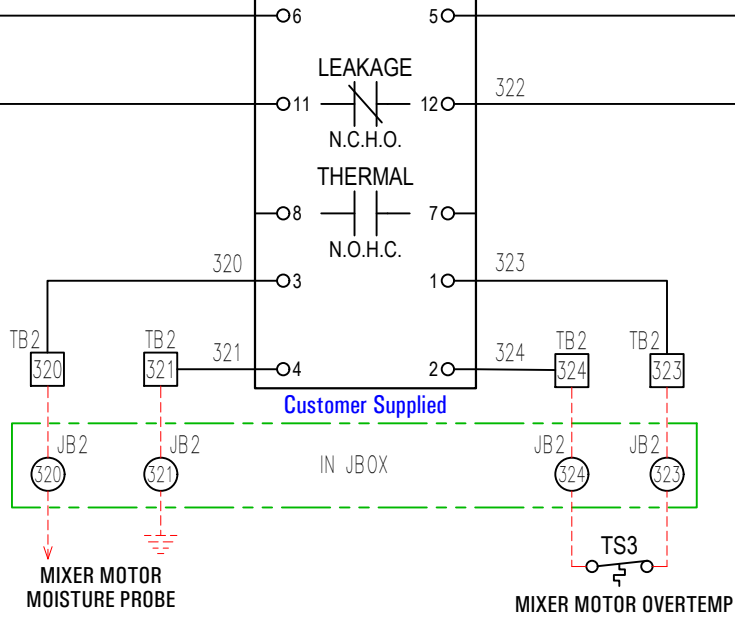 6 5
LEAKAGE
11 12 322
N.C.H.O.
THERMAL
8 7
N.O.H.C.
320 323
3 1
TB2 TB2 321 324 TB2 TB2
320 321 4 2 324 323
Customer Supplied
JB2 JB2 IN JBOX JB2 JB2
320 321 324 323
TS3
MIXER MOTOR
MOISTURE PROBE
MIXER MOTOR OVERTEMP